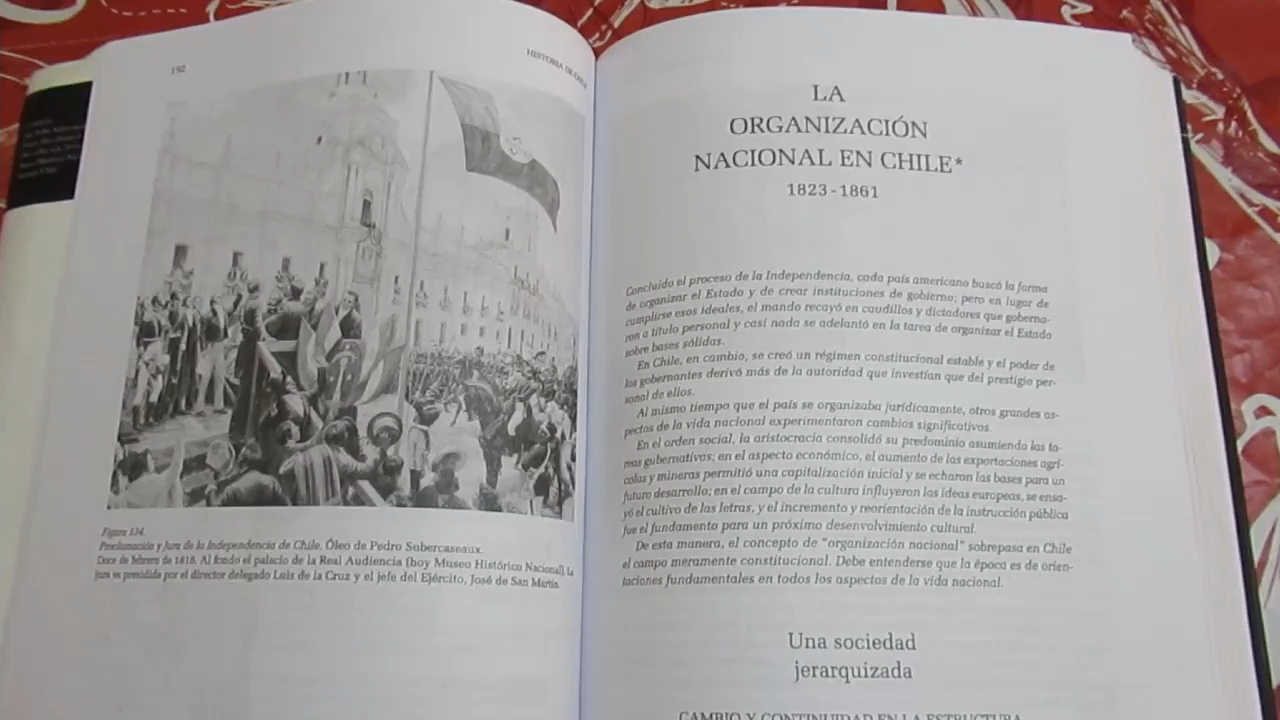 192
HISTORIA DE CHILE
Figura 134.
Proclamación y Jura de la Independencia de Chile. Óleo de Pedro Subercaseaux.
Doce de febrero de 1818. Al fondo el palacio de la Real Audiencia (hoy Museo Histórico Nacional). La
Jura es presidida por el director delegado Luis de la Cruz y el jefe del Ejército, José de San Martín.
LA
ORGANIZACIÓN
NACIONAL EN CHILE*
1823-1861
Concluido el proceso de la Independencia, cada país americano buscó la forma
de organizar el Estado y de crear instituciones de gobierno; pero en lugar de
cumplirse esos ideales, el mando recayó en caudillos y dictadores que goberna-
ron a título personal y casi nada se adelantó en la tarea de organizar el Estado
sobre bases sólidas.
En Chile, en cambio, se creó un régimen constitucional estable y el poder de
los gobernantes derivó más de la autoridad que investían que del prestigio per-
sonal de ellos.
Al mismo tiempo que el país se organizaba jurídicamente, otros grandes as-
pectos de la vida nacional experimentaron cambios significativos.
En el orden social, la aristocracia consolidó su predominio asumiendo las ta-
reas gubernativas; en el aspecto económico, el aumento de las exportaciones agrí-
colas y mineras permitió una capitalización inicial y se echaron las bases para un
futuro desarrollo; en el campo de la cultura influyeron las ideas europeas, se ensa-
yó el cultivo de las letras, y el incremento y reorientación de la instrucción pública
fue el fundamento para un próximo desenvolvimiento cultural.
De esta manera, el concepto de "organización nacional" sobrepasa en Chile
el campo meramente constitucional. Debe entenderse que la época es de orien-
taciones fundamentales en todos los aspectos de la vida nacional.
Una sociedad
jerarquizada
CAMBIO Y CONTINUIDAD EN LA ESTRUCTURA